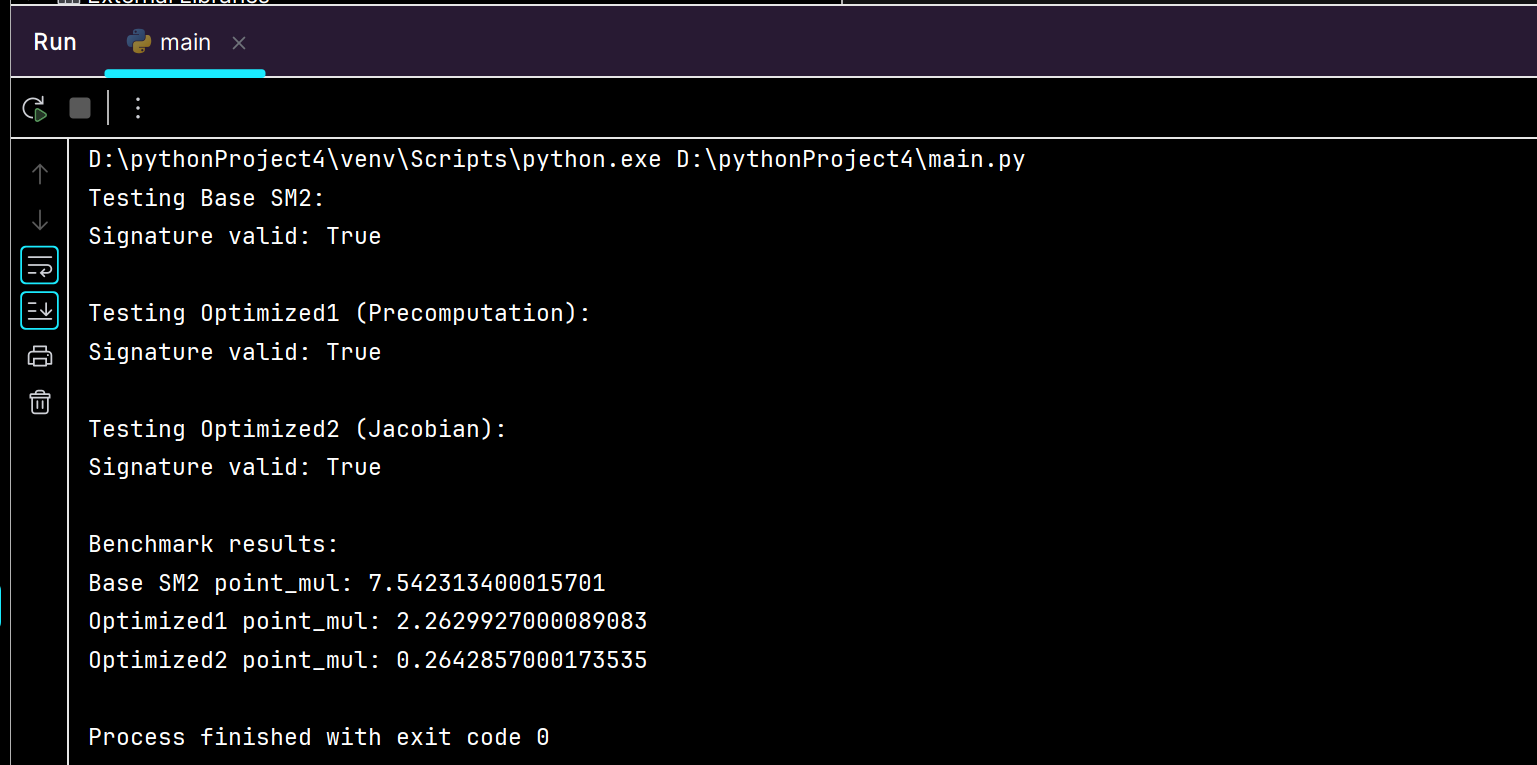 External Libraries
Run main
D:\pythonProject4\venv\Scripts\python.exe D:\pythonProject4\main.py
Testing Base SM2:
Signature valid: True
Testing Optimized1 (Precomputation):
Signature valid: True
Testing Optimized2 (Jacobian):
Signature valid: True
Benchmark results:
Base SM2 point_mul: 7.542313400015701
Optimized1 point_mul: 2.2629927000089083
Optimized2 point_mul: 0.2642857000173535
Process finished with exit code 0